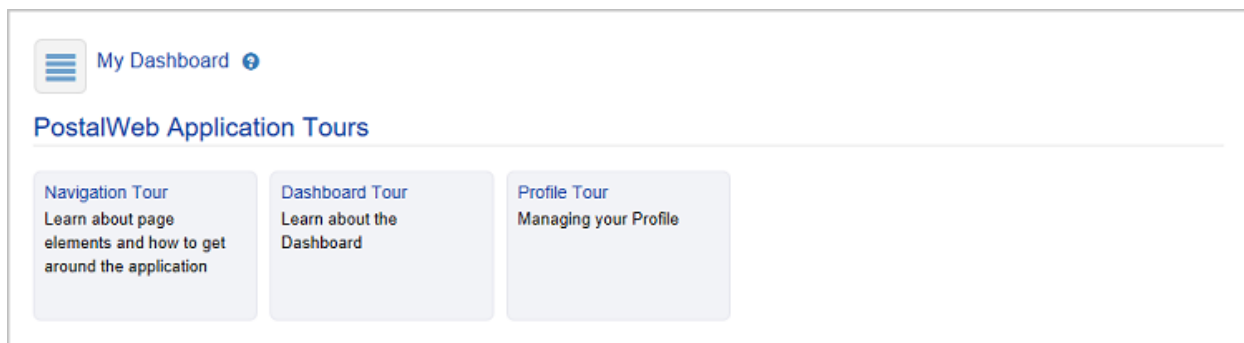 My Dashboard
PostalWeb Application Tours
Navigation Tour
Learn about page
elements and how to get
around the application
Dashboard Tour
Learn about the
Dashboard
Profile Tour
Managing your Profile